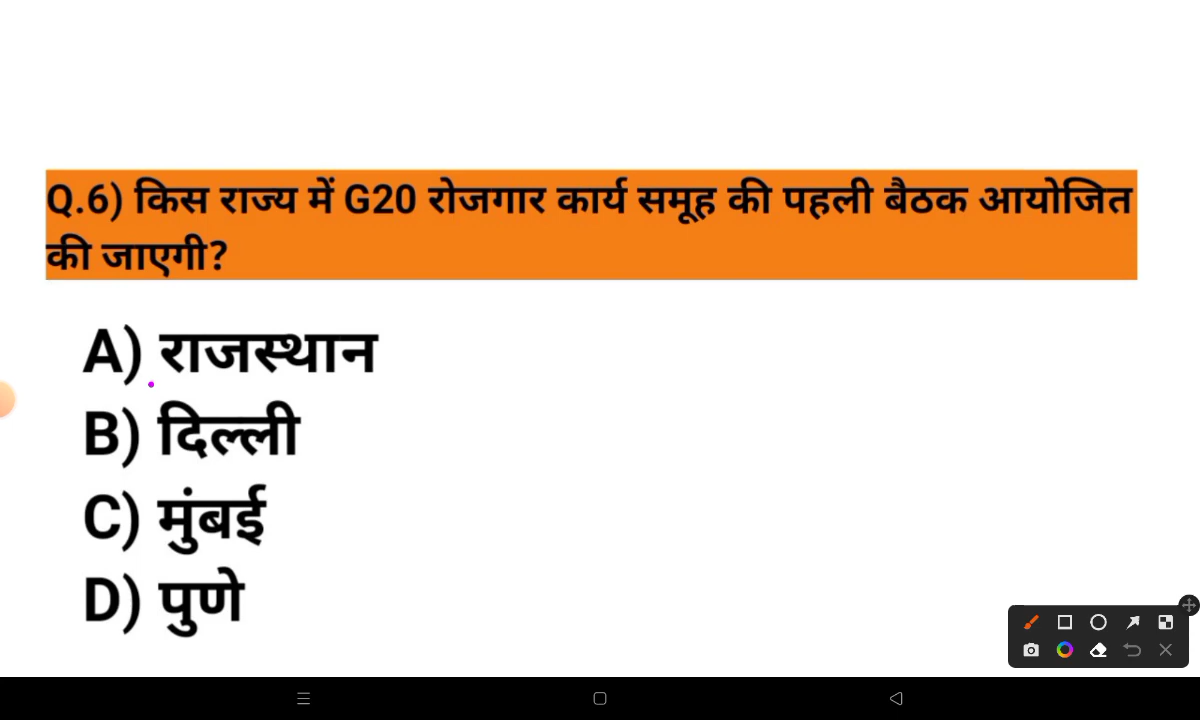 Q.6) किस राज्य में G20 रोजगार कार्य समूह की पहली बैठक आयोजित
की जाएगी?
A) राजस्थान
B) दिल्ली
C) मुंबई
D) पुणे